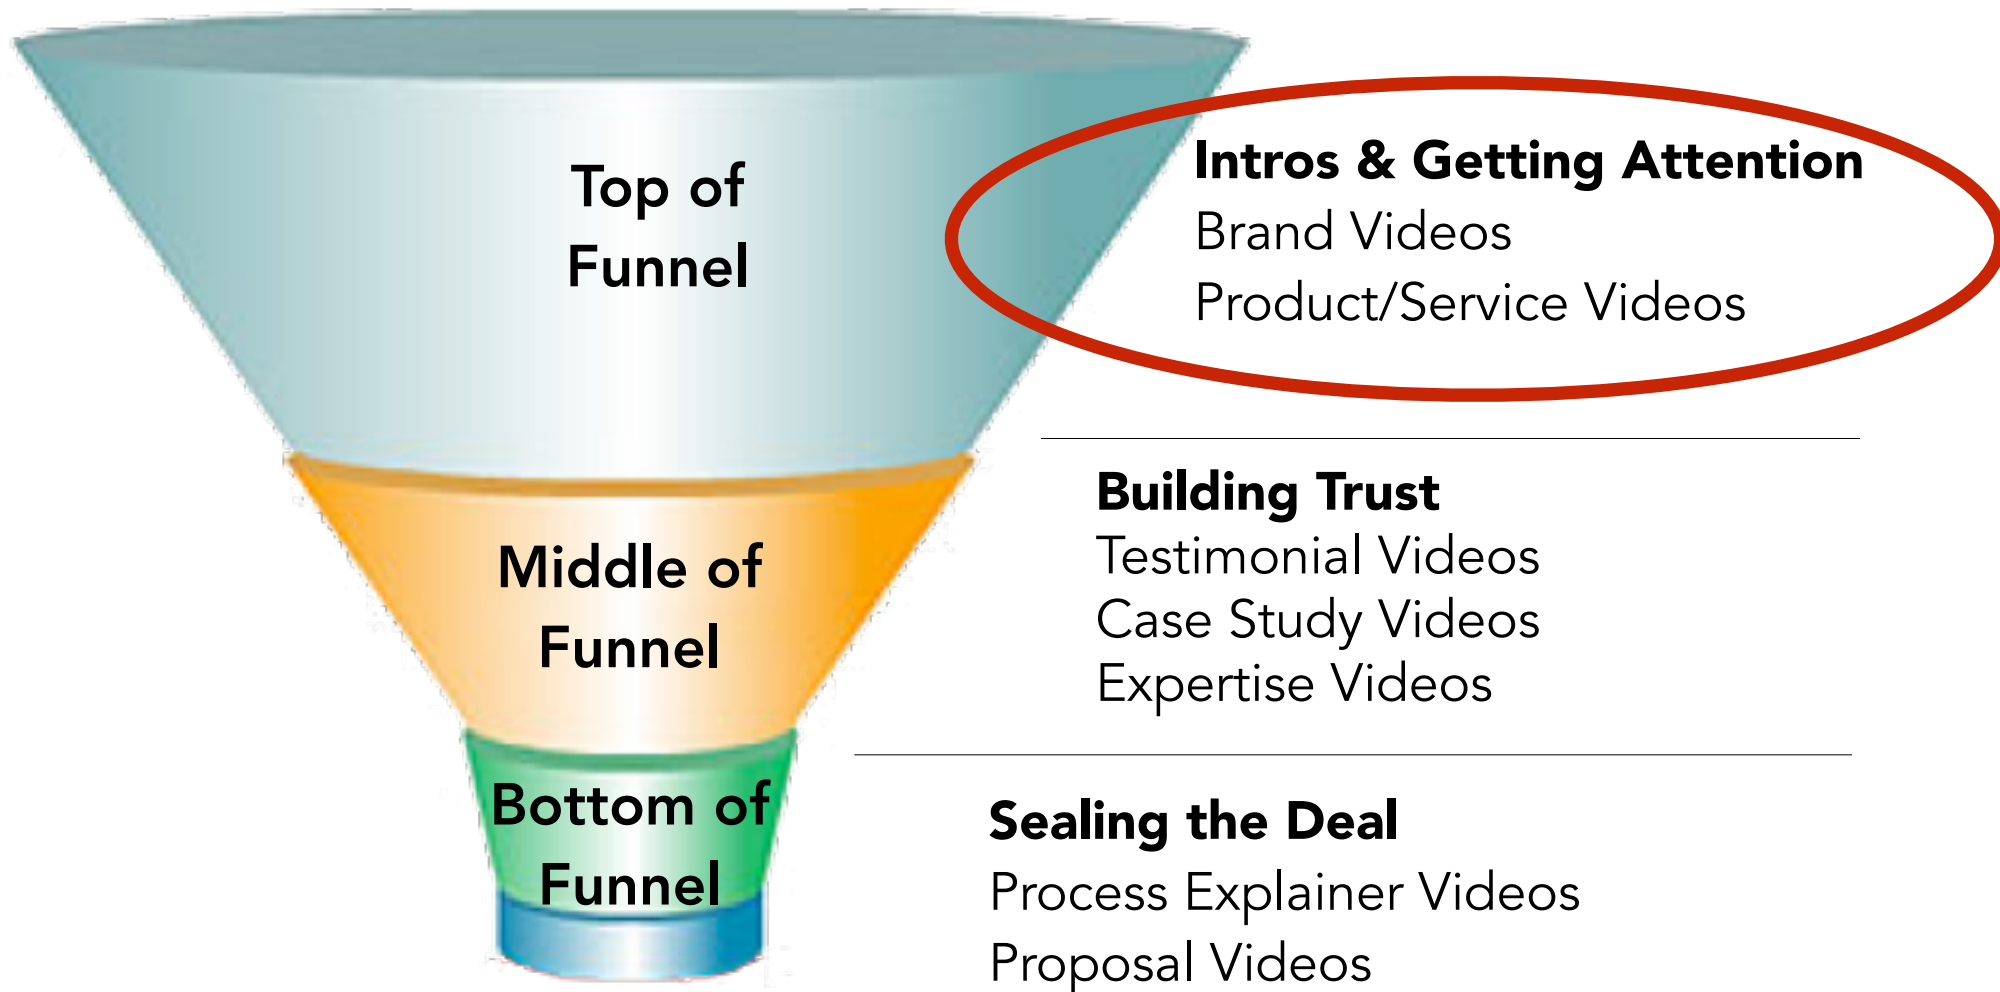 Top of
Funnel
Intros & Getting Attention
Brand Videos
Product/Service Videos
Middle of
Funnel
Building Trust
Testimonial Videos
Case Study Videos
Expertise Videos
Bottom of
Funnel
Sealing the Deal
Process Explainer Videos
Proposal Videos